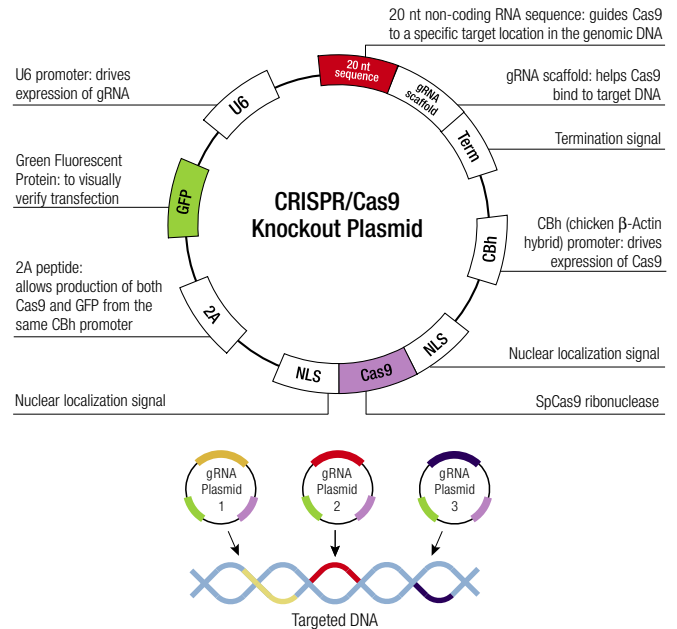 20 nt non-coding RNA sequence: guides Cas9
to a specific target location in the genomic DNA
U6 promoter: drives
expression of gRNA
gRNA scaffold: helps Cas9
bind to target DNA
Termination signal
Green Fluorescent
Protein: to visually
verify transfection
CBh (chicken β-Actin
hybrid) promoter: drives
expression of Cas9
2A peptide:
allows production of both
Cas9 and GFP from the
same CBh promoter
Nuclear localization signal
Nuclear localization signal
SpCas9 ribonuclease
20 nt
sequence
gRNA
scaffold
Term
CBh
NLS
Cas9
NLS
2A
GFP
U6
CRISPR/Cas9
Knockout Plasmid
gRNA
Plasmid
1
gRNA
Plasmid
2
gRNA
Plasmid
3
Targeted DNA